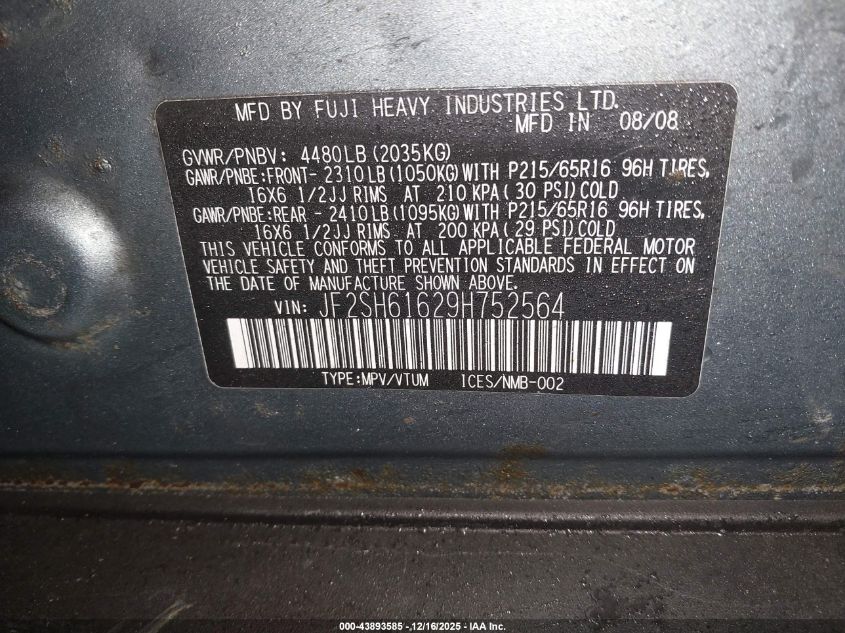 MFD BY FUJI HEAVY INDUSTRIES LTD.
MFD IN 08/08
GVWR/PNBV: 4480LB(2035KG)
GAWR/PNBE:FRONT- 2310LB(1050KG)WITH P215/65R16 96H TIRES,
16X6 1/2JJ RIMS AT 210 KPA( 30 PSI)COLD
GAWR/PNBE:REAR - 2410LB(1095KG)WITH P215/65R16 96H TIRES,
16X6 1/2JJ RIMS AT 200 KPA( 29 PSI)COLD
THIS VEHICLE CONFORMS TO ALL APPLICABLE FEDERAL MOTOR
VEHICLE SAFETY AND THEFT PREVENTION STANDARDS IN EFFECT ON
THE DATE OF MANUFACTURE SHOWN ABOVE.
VIN: JF2SH61629H752564
TYPE:MPV/VTUM ICES/NMB-002
000-43893585 - 12/16/2025 - IAA Inc.